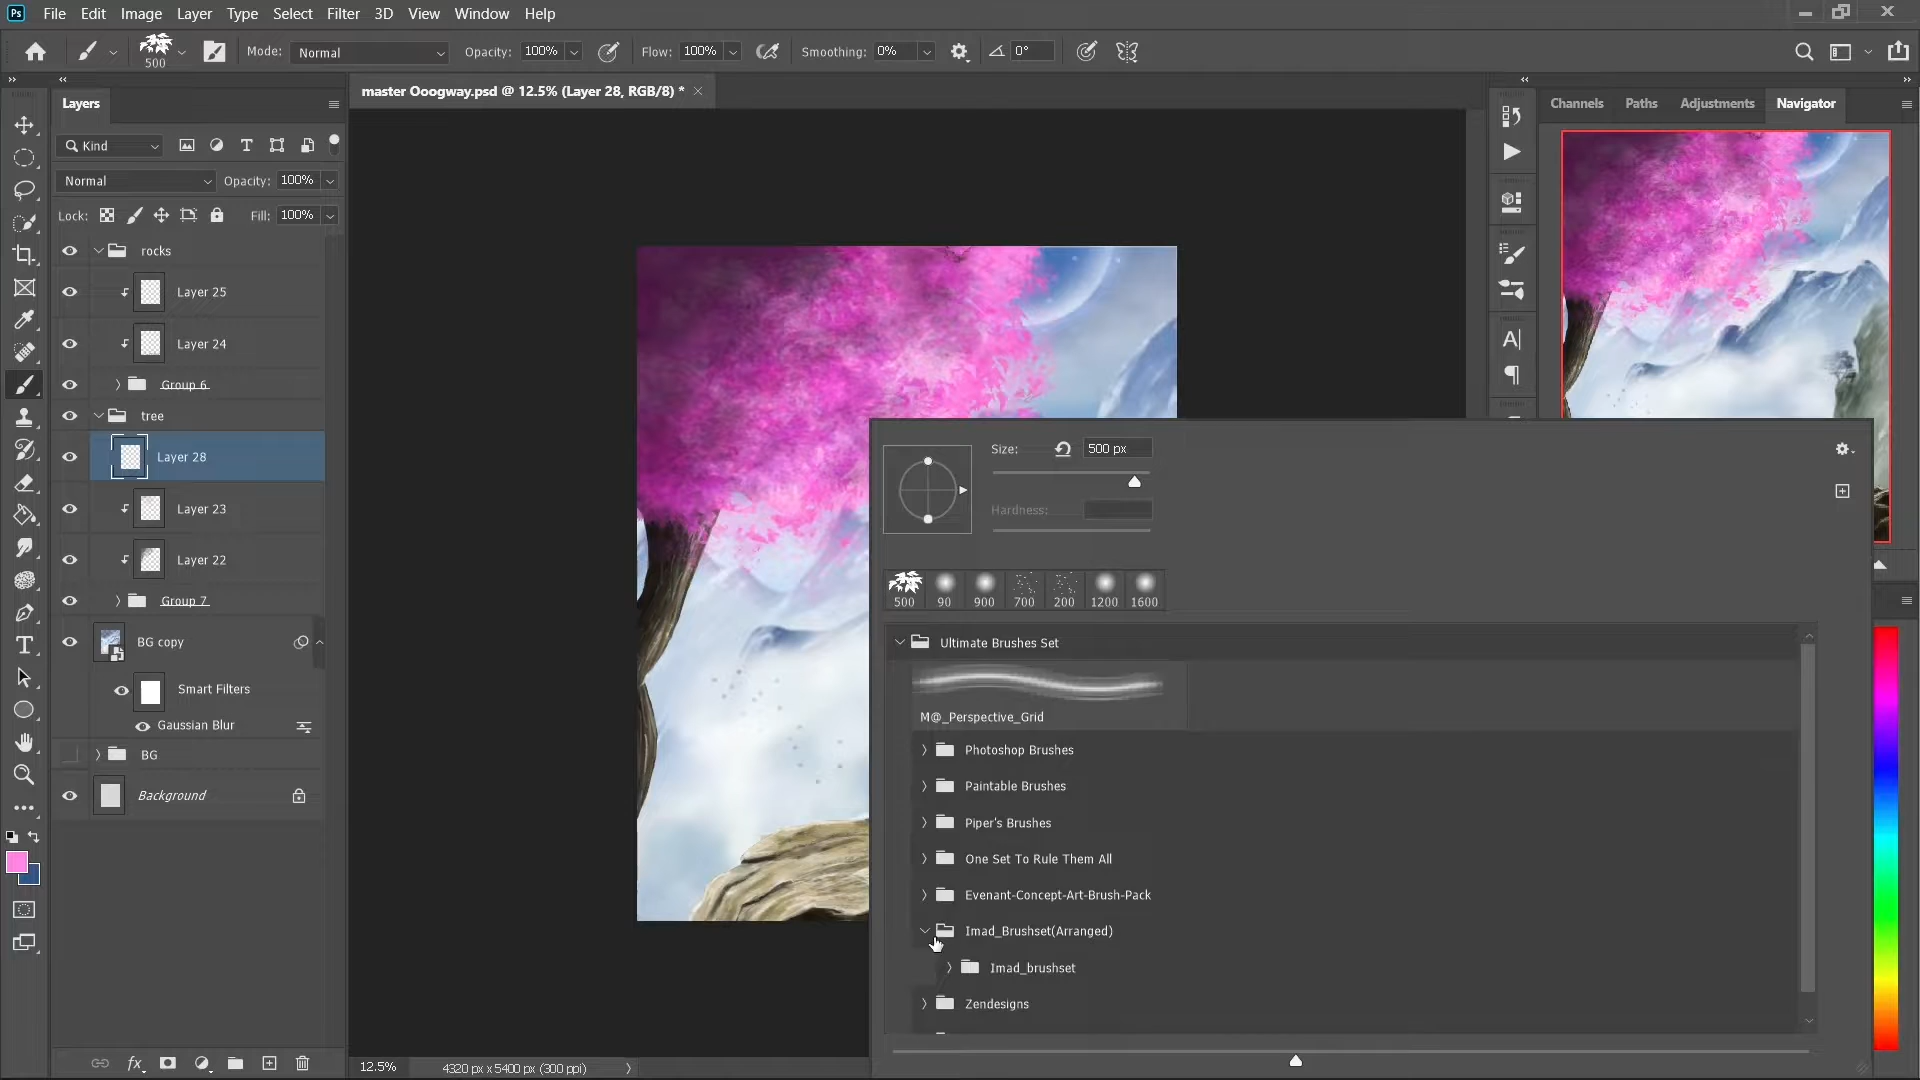 Ps File Edit Image Layer Type Select Filter 3D View Window Help
500 Mode: Normal Opacity: 100% Flow: 100% Smoothing: 0% 0°
Layers
master Ooogway.psd @ 12.5% (Layer 28, RGB/8) *
Channels Paths Adjustments Navigator
Kind
Normal Opacity: 100%
Lock: Fill: 100%
rocks
Layer 25
Layer 24
Group 6
tree
Layer 28
Layer 23
Layer 22
Group 7
BG copy
Smart Filters
Gaussian Blur
BG
Background
Size: 500 px
Hardness:
500 90 900 700 200 1200 1600
Ultimate Brushes Set
M@_Perspective_Grid
Photoshop Brushes
Paintable Brushes
Piper's Brushes
One Set To Rule Them All
Evenant-Concept-Art-Brush-Pack
Imad_Brushset(Arranged)
Imad_brushset
Zendesigns
fx
12.5% 4320 px x 5400 px (300 ppi)